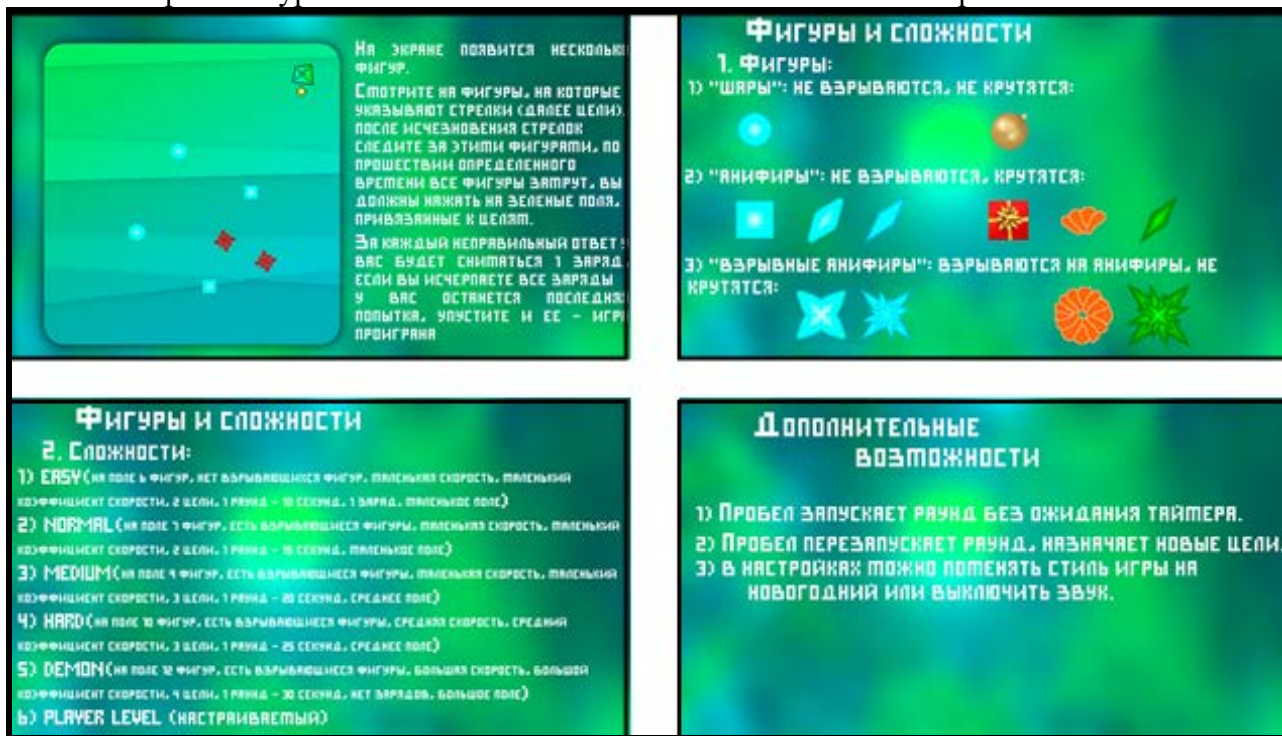 На экране появится несколько
фигур.
Смотрите на фигуры, на которые
указывают стрелки (далее цели).
После исчезновения стрелок
следите за этими фигурами, по
прошествии определенного
времени все фигуры замрут, вы
должны нажать на зеленые поля,
привязанные к целям.
За каждый неправильный ответ у
вас будет сниматься 1 заряд,
если вы исчерпаете все заряды
у вас останется последняя
попытка, упустите и ее - игра
проиграна
Фигуры и сложности
1. Фигуры:
1) "Шары": не взрываются, не крутятся:
2) "Анифиры": не взрываются, крутятся:
3) "Взрывные анифиры": взрываются на анифиры, не
крутятся:
Фигуры и сложности
2. Сложности:
1) EASY(на поле 6 фигур, нет взрывающихся фигур, маленькая скорость, маленький
коэффициент скорости, 2 цели, 1 раунд - 10 секунд, 1 заряд, маленькое поле)
2) NORMAL(на поле 7 фигур, есть взрывающиеся фигуры, маленькая скорость, маленький
коэффициент скорости, 2 цели, 1 раунд - секунд, маленькое поле)
3) MEDIUM(на поле 9 фигур, есть взрывающиеся фигуры, маленькая скорость, маленький
коэффициент скорости, 3 цели, 1 раунд - 20 секунд, среднее поле)
4) HARD(на поле 10 фигур, есть взрывающиеся фигуры, средняя скорость, средний
коэффициент скорости, 3 цели, 1 раунд - 25 секунд, среднее поле)
5) DEMON(на поле 12 фигур, есть взрывающиеся фигуры, большая скорость, большой
коэффициент скорости, 4 цели, 1 раунд - 30 секунд, нет зарядов, большое поле)
6) PLAYER LEVEL (настраиваемый)
Дополнительные
возможности
1) Пробел запускает раунд без ожидания таймера.
2) Пробел перезапускает раунд, назначает новые цели.
3) В настройках можно поменять стиль игры на
новогодний или выключить звук.